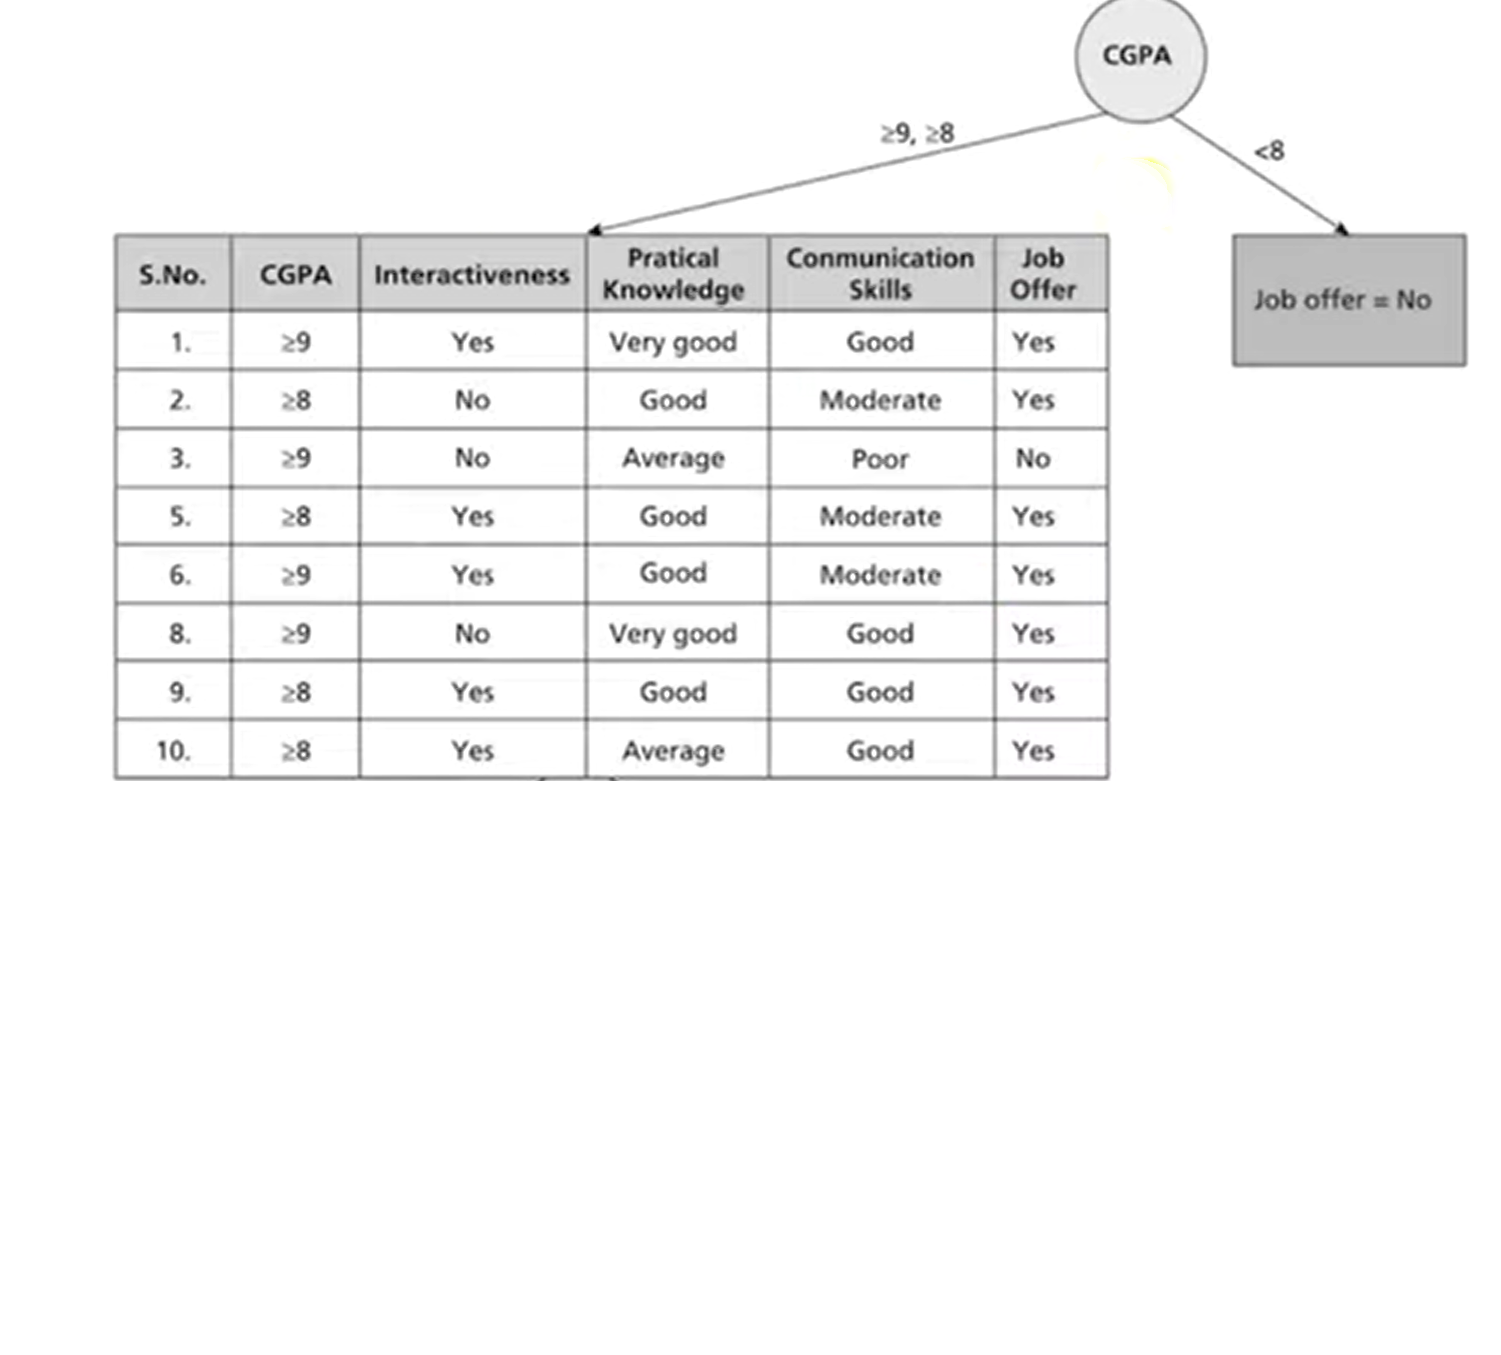 CGPA
≥9, ≥8
<8
S.No. CGPA Interactiveness Pratical Knowledge Conmunication Skills Job Offer
1. ≥9 Yes Very good Good Yes
2. ≥8 No Good Moderate Yes
3. ≥9 No Average Poor No
5. ≥8 Yes Good Moderate Yes
6. ≥9 Yes Good Moderate Yes
8. ≥9 No Very good Good Yes
9. ≥8 Yes Good Good Yes
10. ≥8 Yes Average Good Yes
Job offer = No